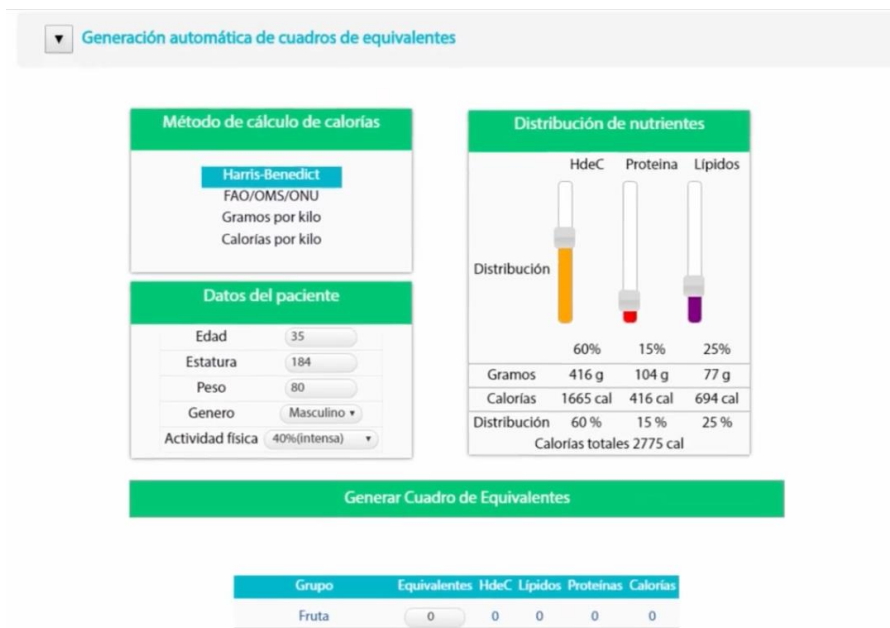 ▼ Generación automática de cuadros de equivalentes
Método de cálculo de calorías
Harris-Benedict
FAO/OMS/ONU
Gramos por kilo
Calorías por kilo
Datos del paciente
Edad 35
Estatura 184
Peso 80
Genero Masculino ▾
Actividad física 40%(intensa) ▾
Distribución de nutrientes
HdeC Proteina Lípidos
Distribución
60% 15% 25%
Gramos 416 g 104 g 77 g
Calorías 1665 cal 416 cal 694 cal
Distribución 60 % 15 % 25 %
Calorías totales 2775 cal
Generar Cuadro de Equivalentes
Grupo Equivalentes HdeC Lípidos Proteínas Calorías
Fruta 0 0 0 0 0